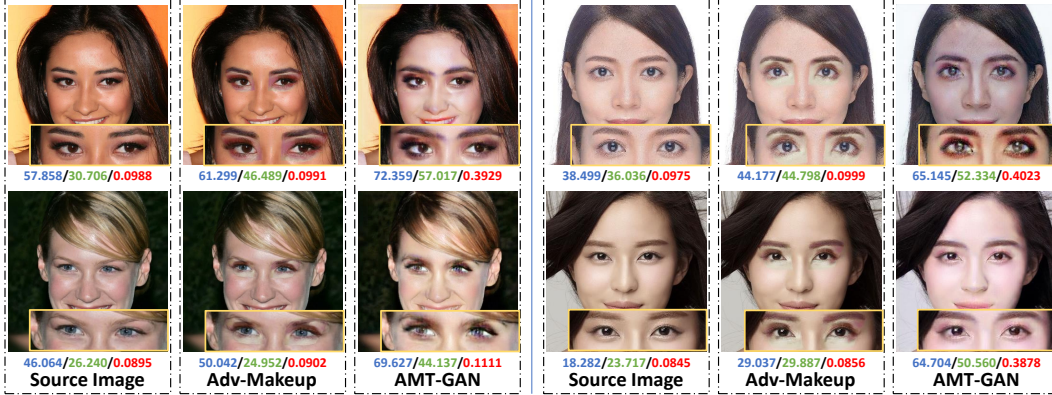 57.858/30.706/0.0988 61.299/46.489/0.0991 72.359/57.017/0.3929 38.499/36.036/0.0975 44.177/44.798/0.0999 65.145/52.334/0.4023
46.064/26.240/0.0895 50.042/24.952/0.0902 69.627/44.137/0.1111 18.282/23.717/0.0845 29.037/29.887/0.0856 64.704/50.560/0.3878
Source Image Adv-Makeup AMT-GAN Source Image Adv-Makeup AMT-GAN